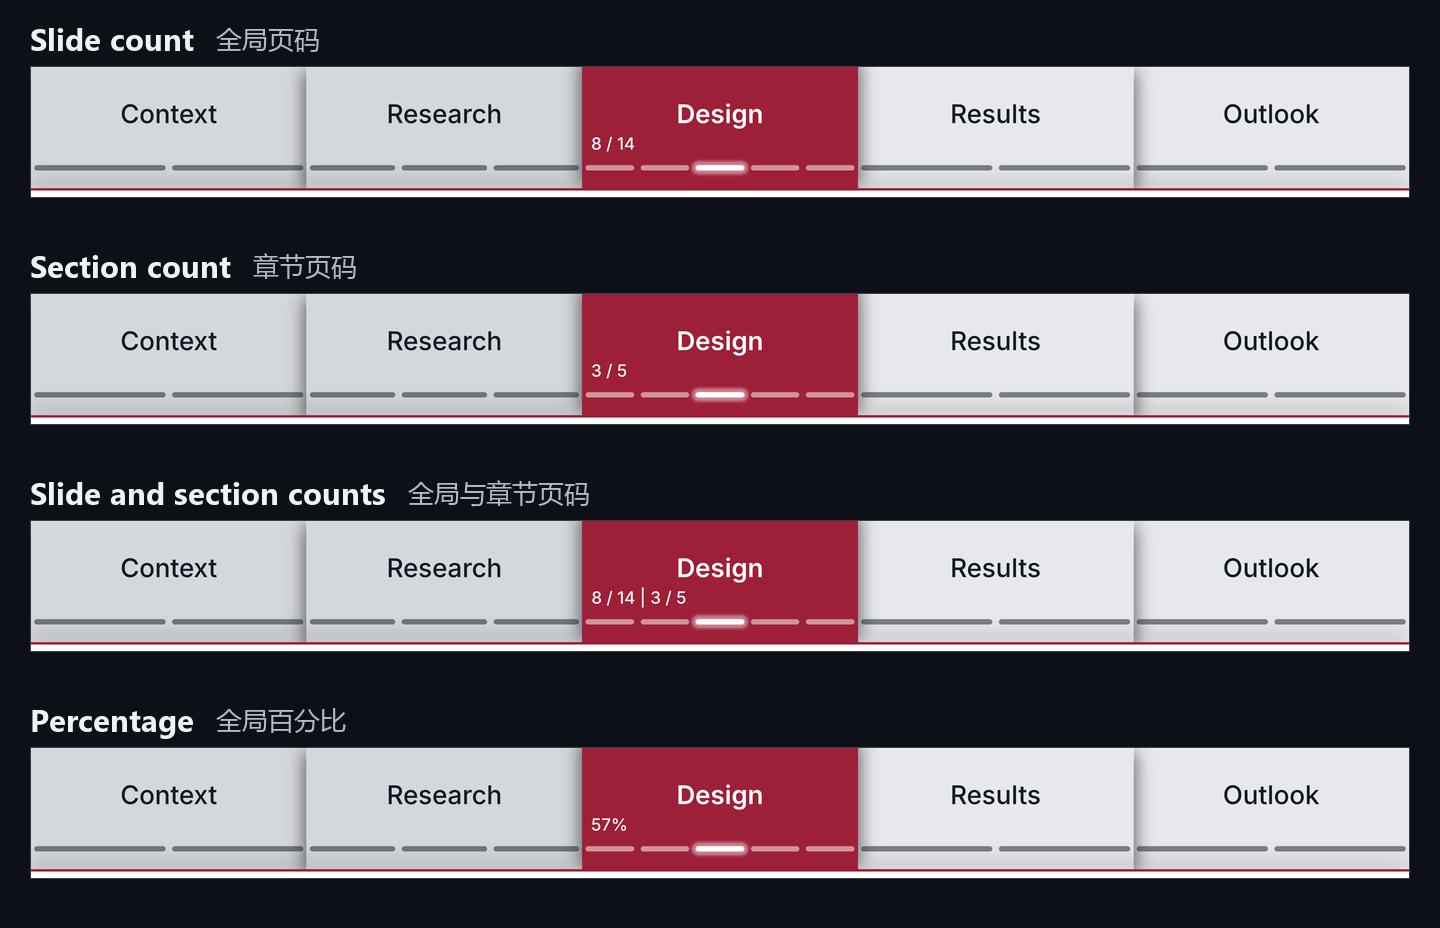 Slide count 全局页码
Context Research Design Results Outlook
8 / 14
Section count 章节页码
Context Research Design Results Outlook
3 / 5
Slide and section counts 全局与章节页码
Context Research Design Results Outlook
8 / 14 | 3 / 5
Percentage 全局百分比
Context Research Design Results Outlook
57%